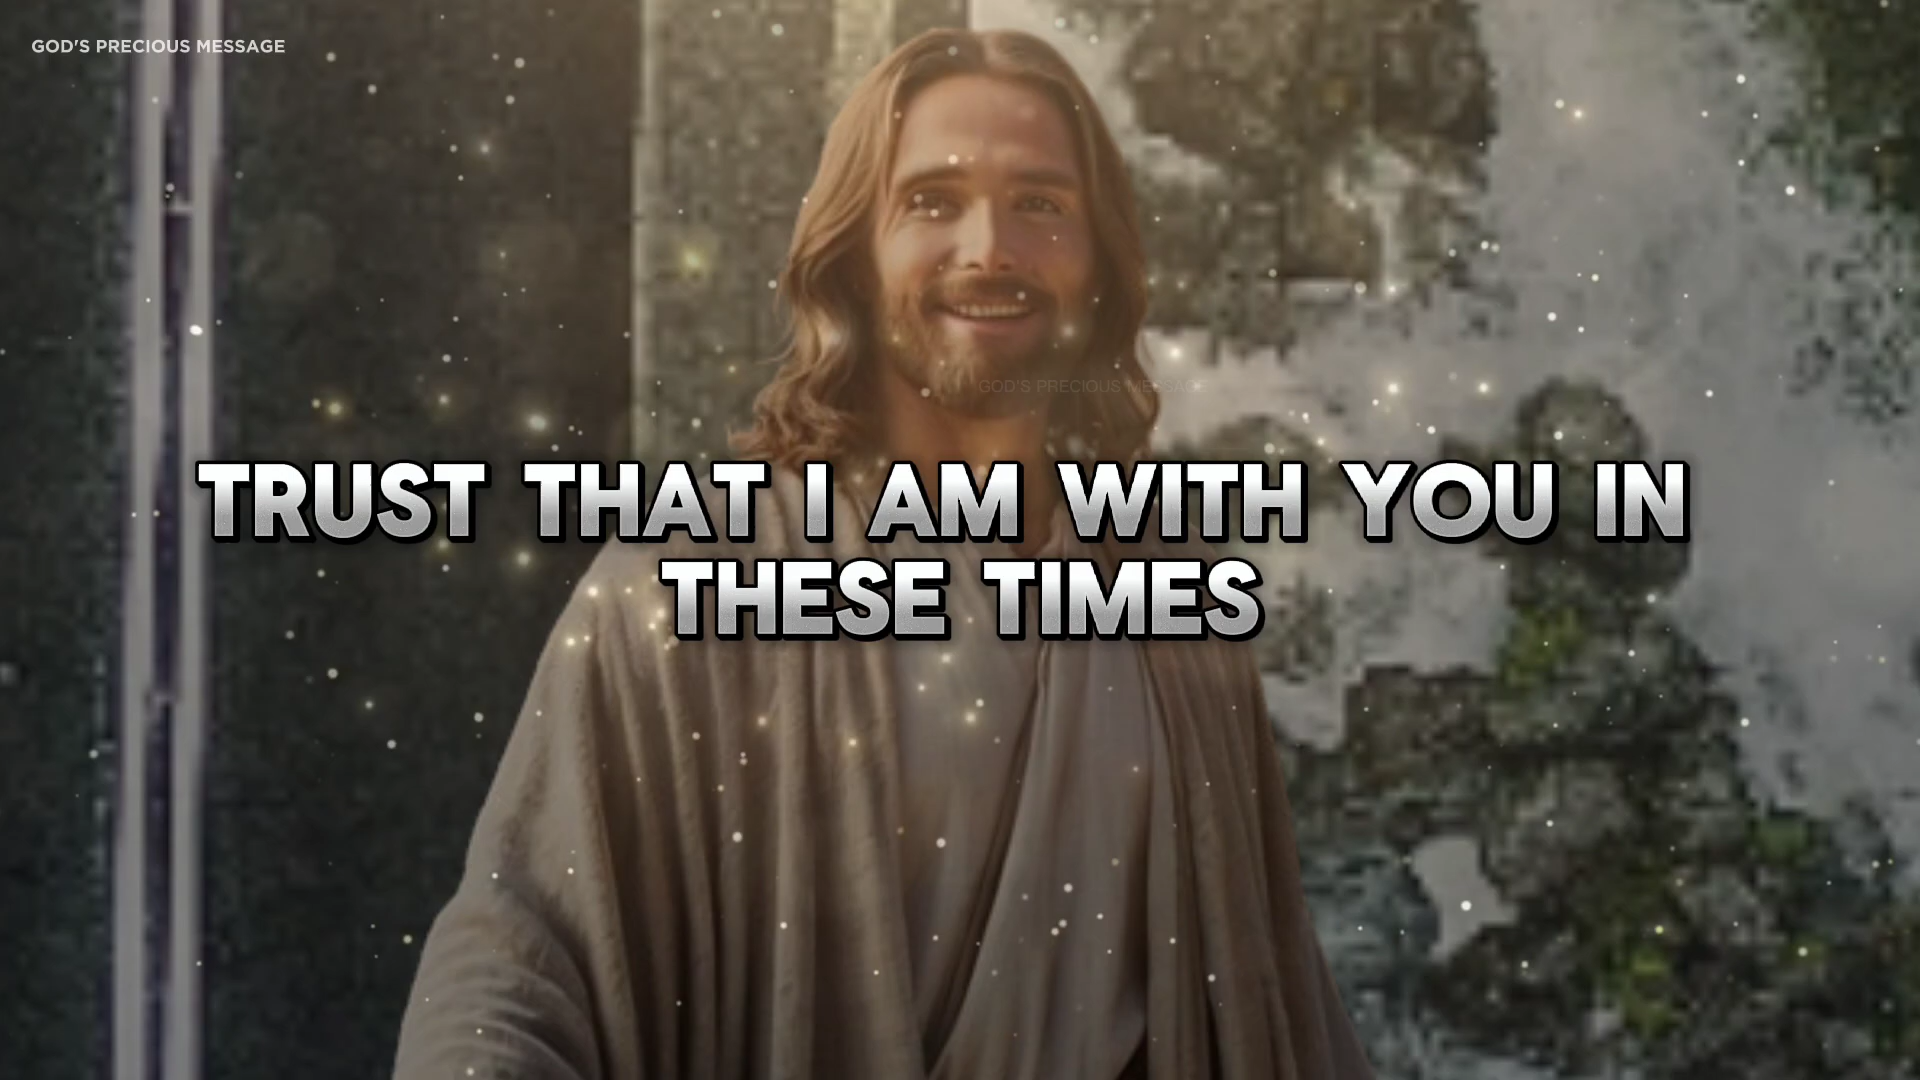 GOD'S PRECIOUS MESSAGE
GOD'S PRECIOUS MESSAGE
TRUST THAT I AM WITH YOU IN
THESE TIMES